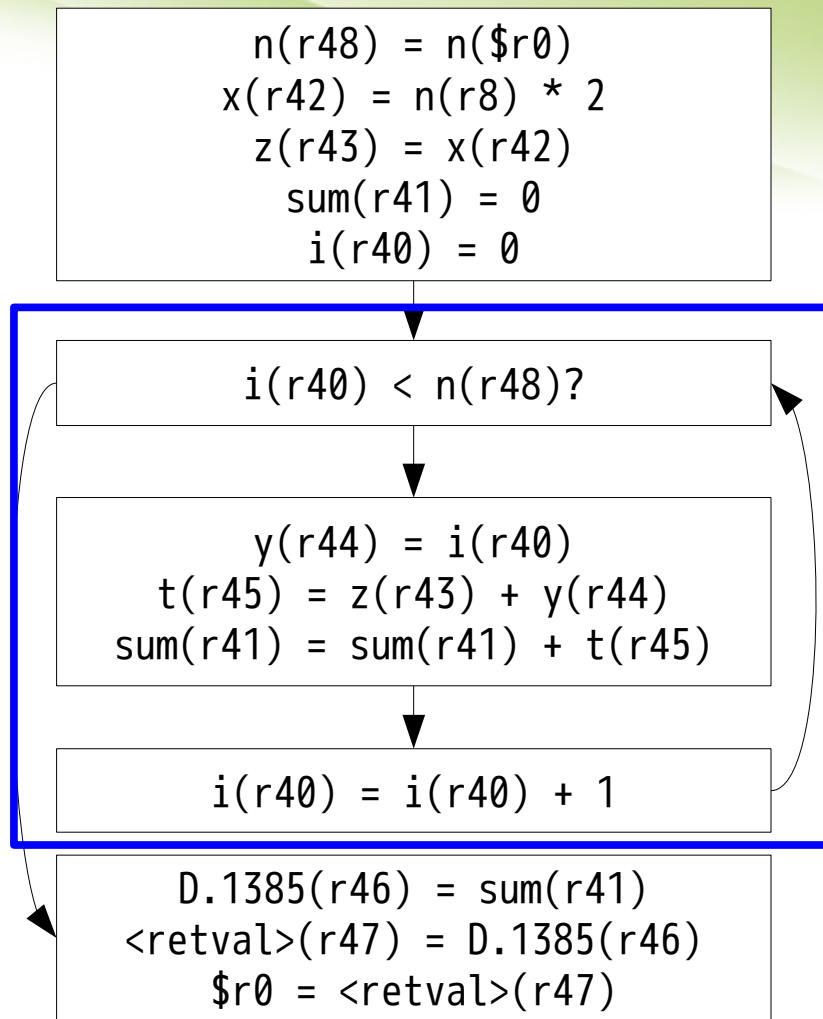 n(r48) = n($r0)
x(r42) = n(r8) * 2
z(r43) = x(r42)
sum(r41) = 0
i(r40) = 0
i(r40) < n(r48)?
y(r44) = i(r40)
t(r45) = z(r43) + y(r44)
sum(r41) = sum(r41) + t(r45)
i(r40) = i(r40) + 1
D.1385(r46) = sum(r41)
<retval>(r47) = D.1385(r46)
$r0 = <retval>(r47)